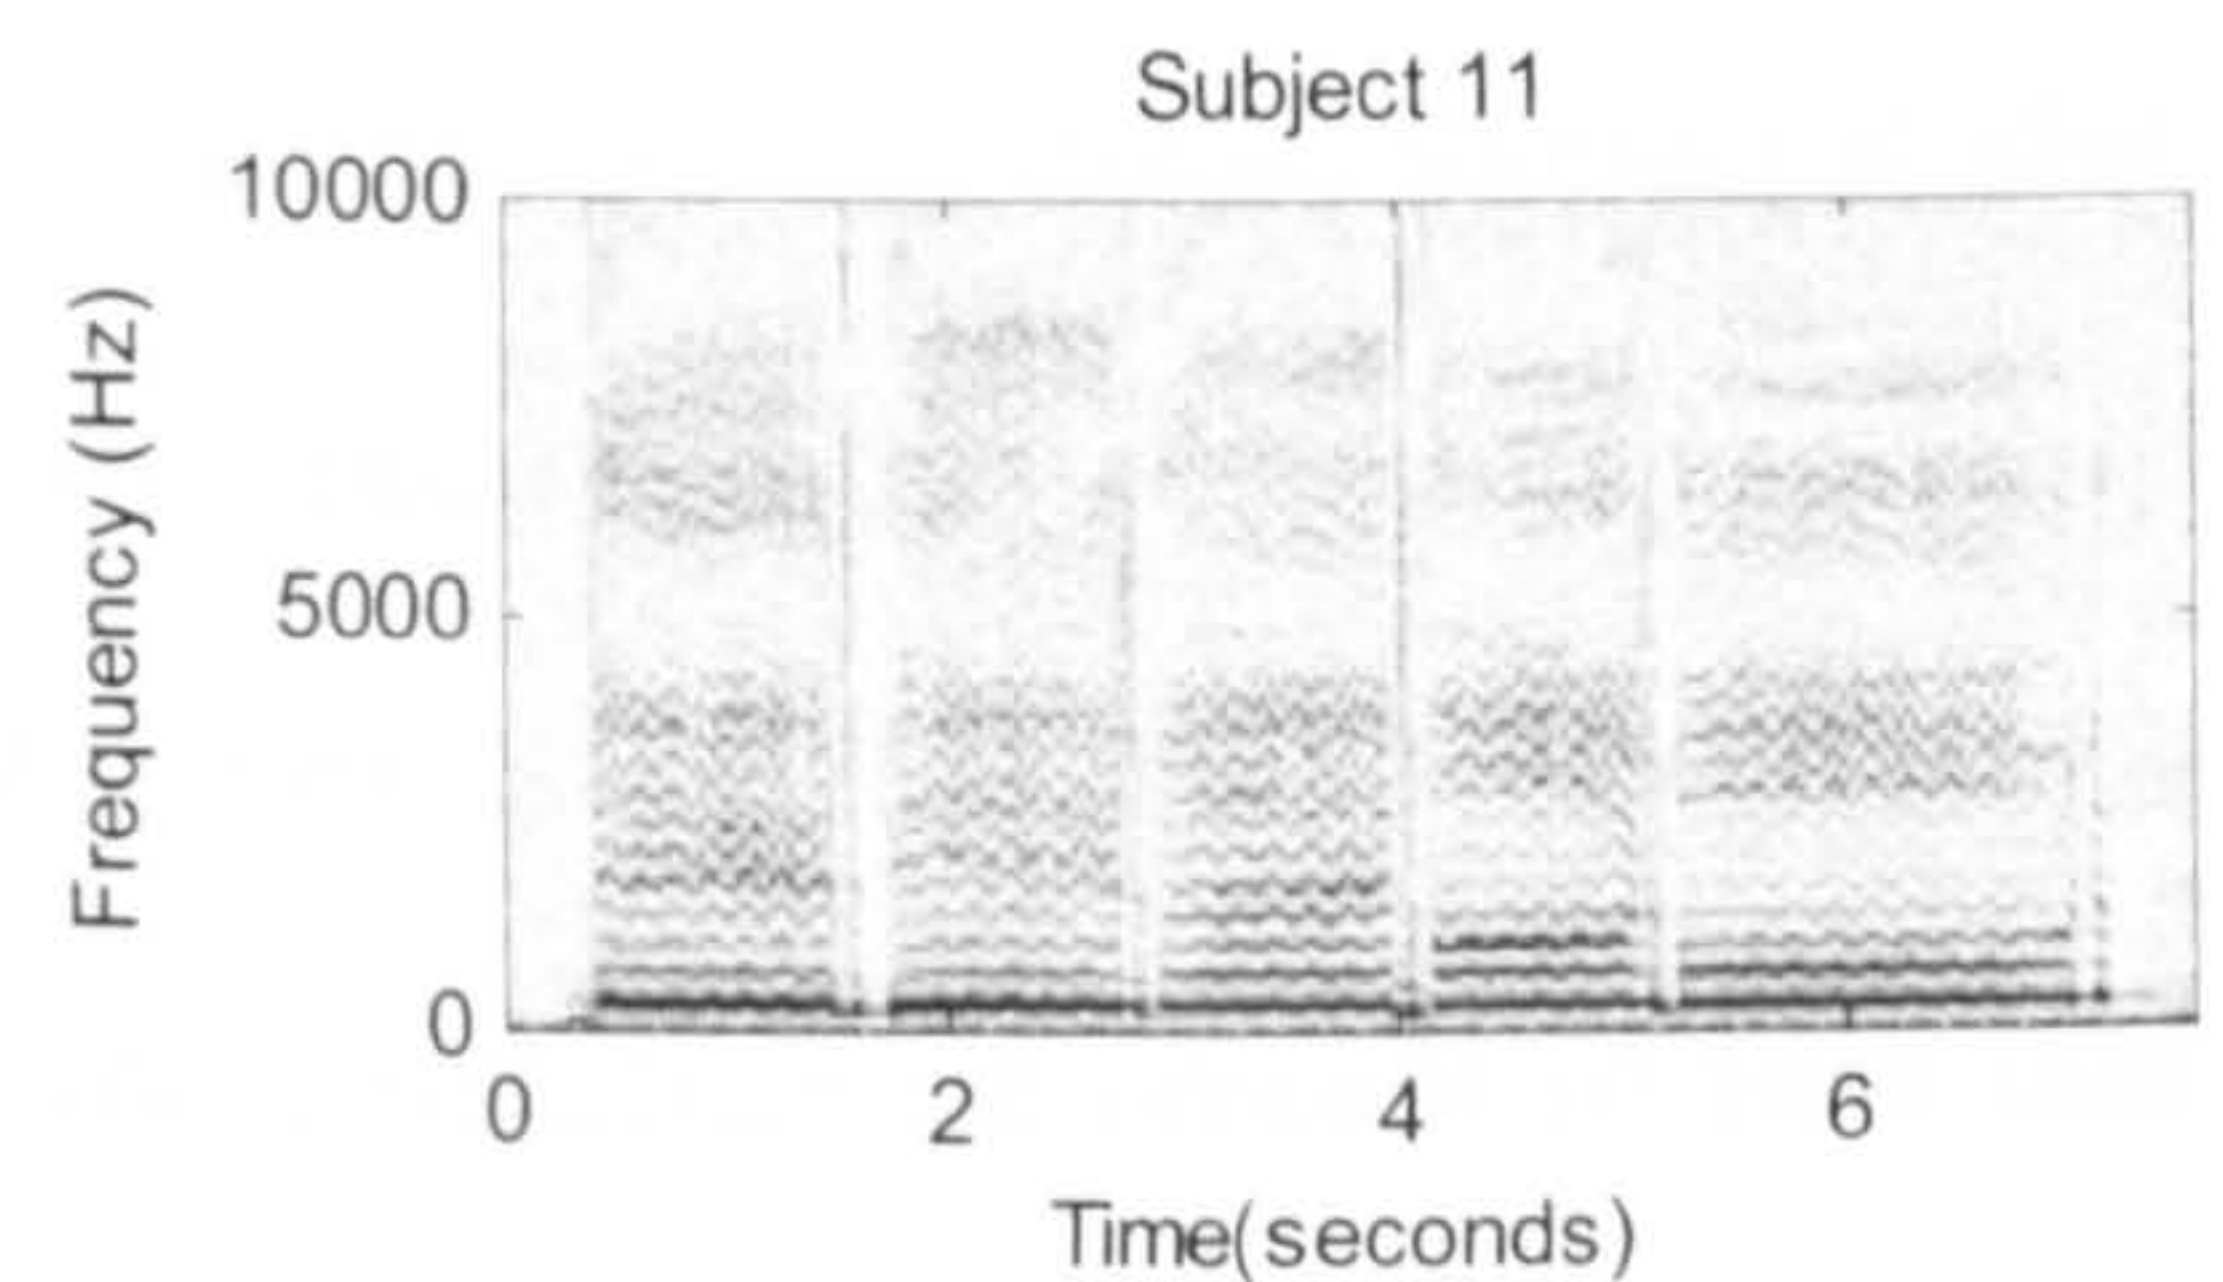 Subject 11
10000
5000
0
Frequency (Hz)
0 2 4 6
Time(seconds)